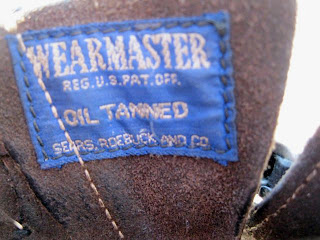 WEARMASTER
REG. U.S. PAT. OFF.
OIL TANNED
SEARS, ROEBUCK AND CO.